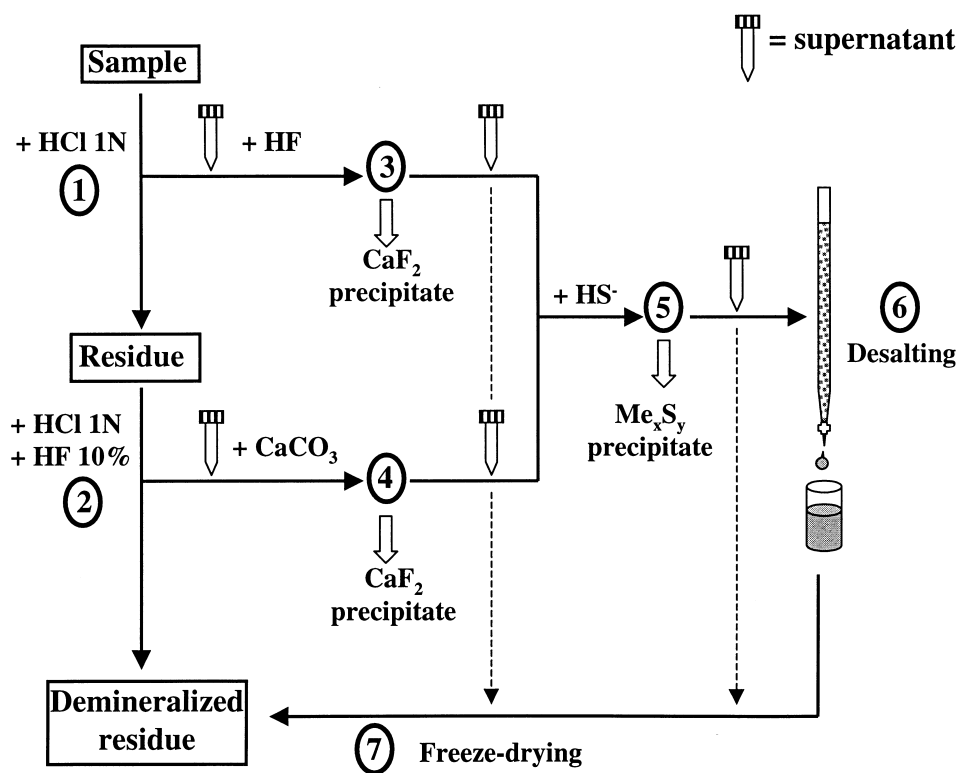 = supernatant
Sample
+ HCl 1N
+ HF
1
3
CaF₂
precipitate
+ HS⁻
5
6
Desalting
Residue
MeₓSᵧ
precipitate
+ HCl 1N
+ HF 10%
+ CaCO₃
2
4
CaF₂
precipitate
Demineralized
residue
7
Freeze-drying